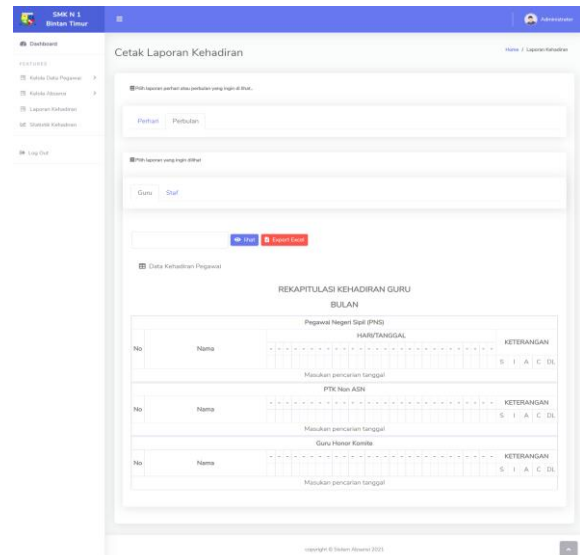 SMK N 1
Bintan Timur
Administrator
Dashboard
FEATURES
Kelola Data Pegawai
Kelola Absensi
Laporan Kehadiran
Statistik Kehadiran
Log Out
Cetak Laporan Kehadiran
Home / Laporan Kehadiran
Pilih laporan perhari atau perbulan yang ingin di lihat..
Perhari Perbulan
Pilih laporan yang ingin dilihat
Guru Staf
lihat Export Excel
Data Kehadiran Pegawai
REKAPITULASI KEHADIRAN GURU
BULAN
Pegawai Negeri Sipil (PNS)
No Nama HARI/TANGGAL KETERANGAN
- - - - - - - - - - - - - - - - - - - - - - - - - - -
S I A C DL
Masukan pencarian tanggal
PTK Non ASN
No Nama - - - - - - - - - - - - - - - - - - - - - - - - - - - KETERANGAN
S I A C DL
Masukan pencarian tanggal
Guru Honor Komite
No Nama - - - - - - - - - - - - - - - - - - - - - - - - - - - KETERANGAN
S I A C DL
Masukan pencarian tanggal
copyright © Sistem Absensi 2021